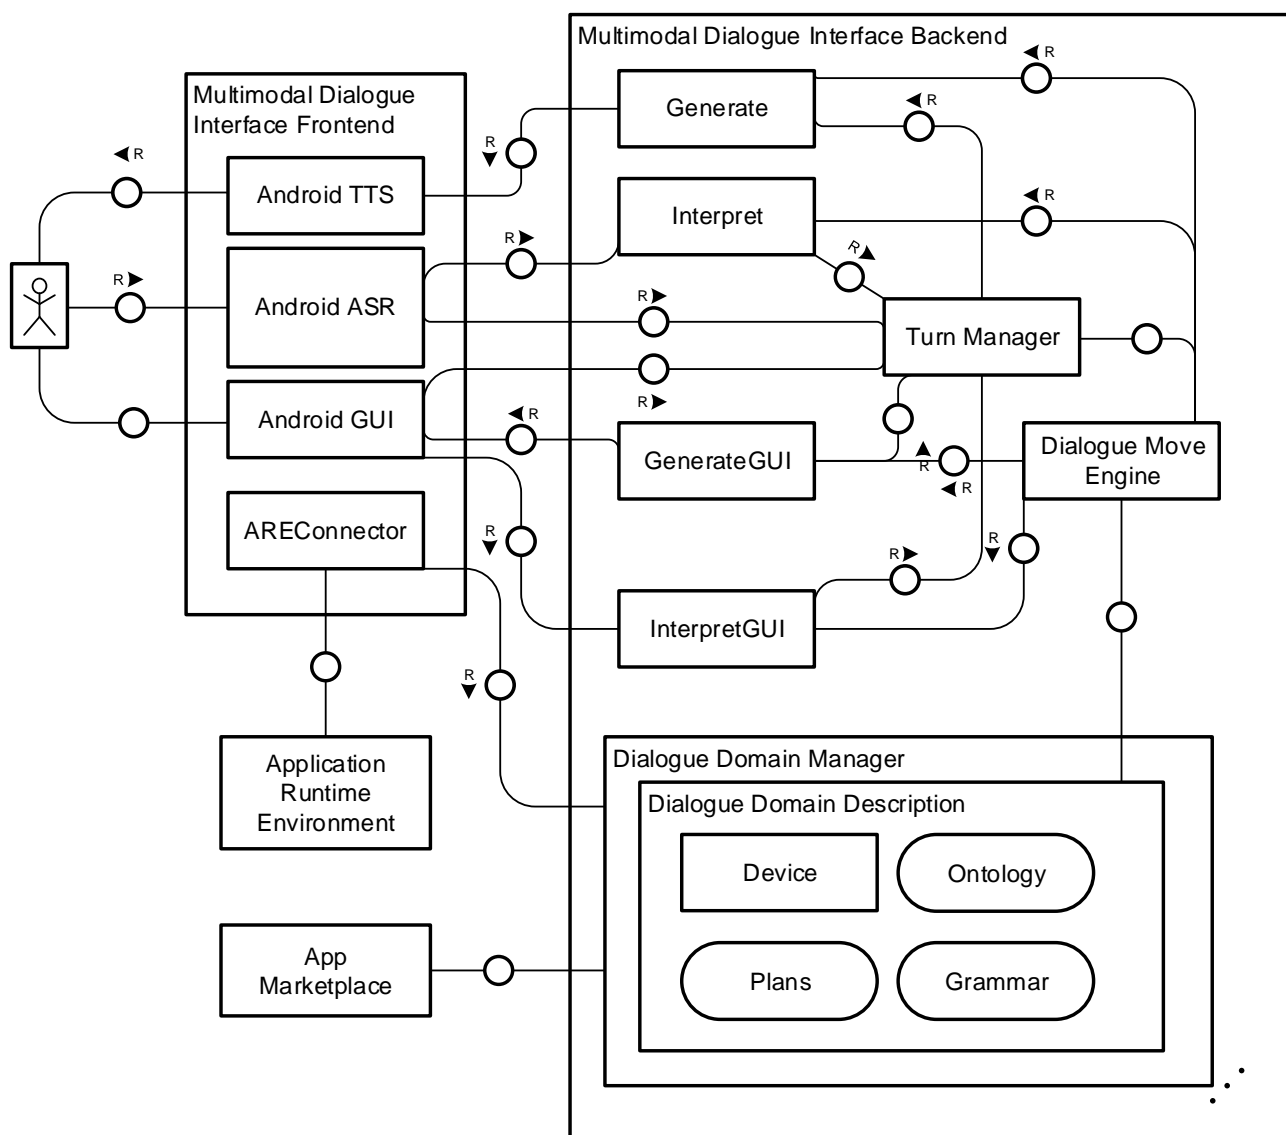 Multimodal Dialogue Interface Backend
R
Multimodal Dialogue
Interface Frontend
Generate
R
R
R
Android TTS
Interpret
R
R
R
R
Android ASR
R
Turn Manager
R
Android GUI
R
GenerateGUI
R
R
Dialogue Move
Engine
AREConnector
R
R
R
InterpretGUI
R
Application
Runtime
Environment
Dialogue Domain Manager
Dialogue Domain Description
Device
Ontology
App
Marketplace
Plans
Grammar